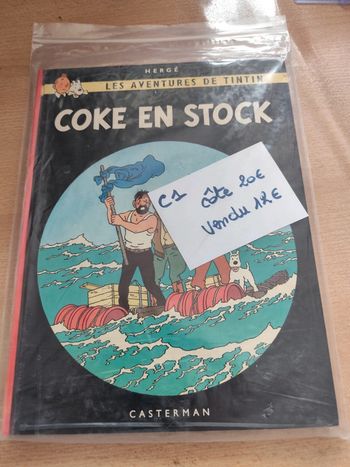 HERGÉ
LES AVENTURES DE TINTIN
COKE EN STOCK
C1
côte 20€
Vendu 12€
CASTERMAN